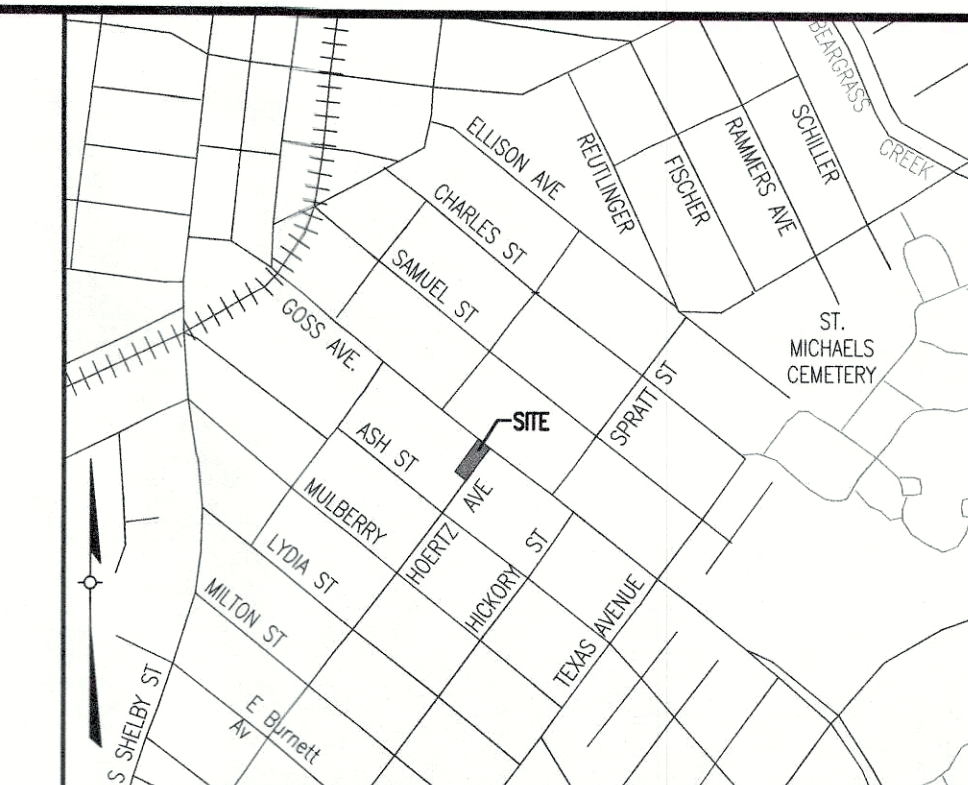 BEARGRASS
CREEK
SCHILLER
RAMMERS AVE
FISCHER
REUTLINGER
ELLISON AVE
CHARLES ST
SAMUEL ST
GOSS AVE.
ST.
MICHAELS
CEMETERY
SPRATT ST
SITE
ASH ST
HOERTZ AVE
MULBERRY
HICKORY ST
LYDIA ST
TEXAS AVENUE
MILTON ST
E Burnett
Av
S SHELBY ST